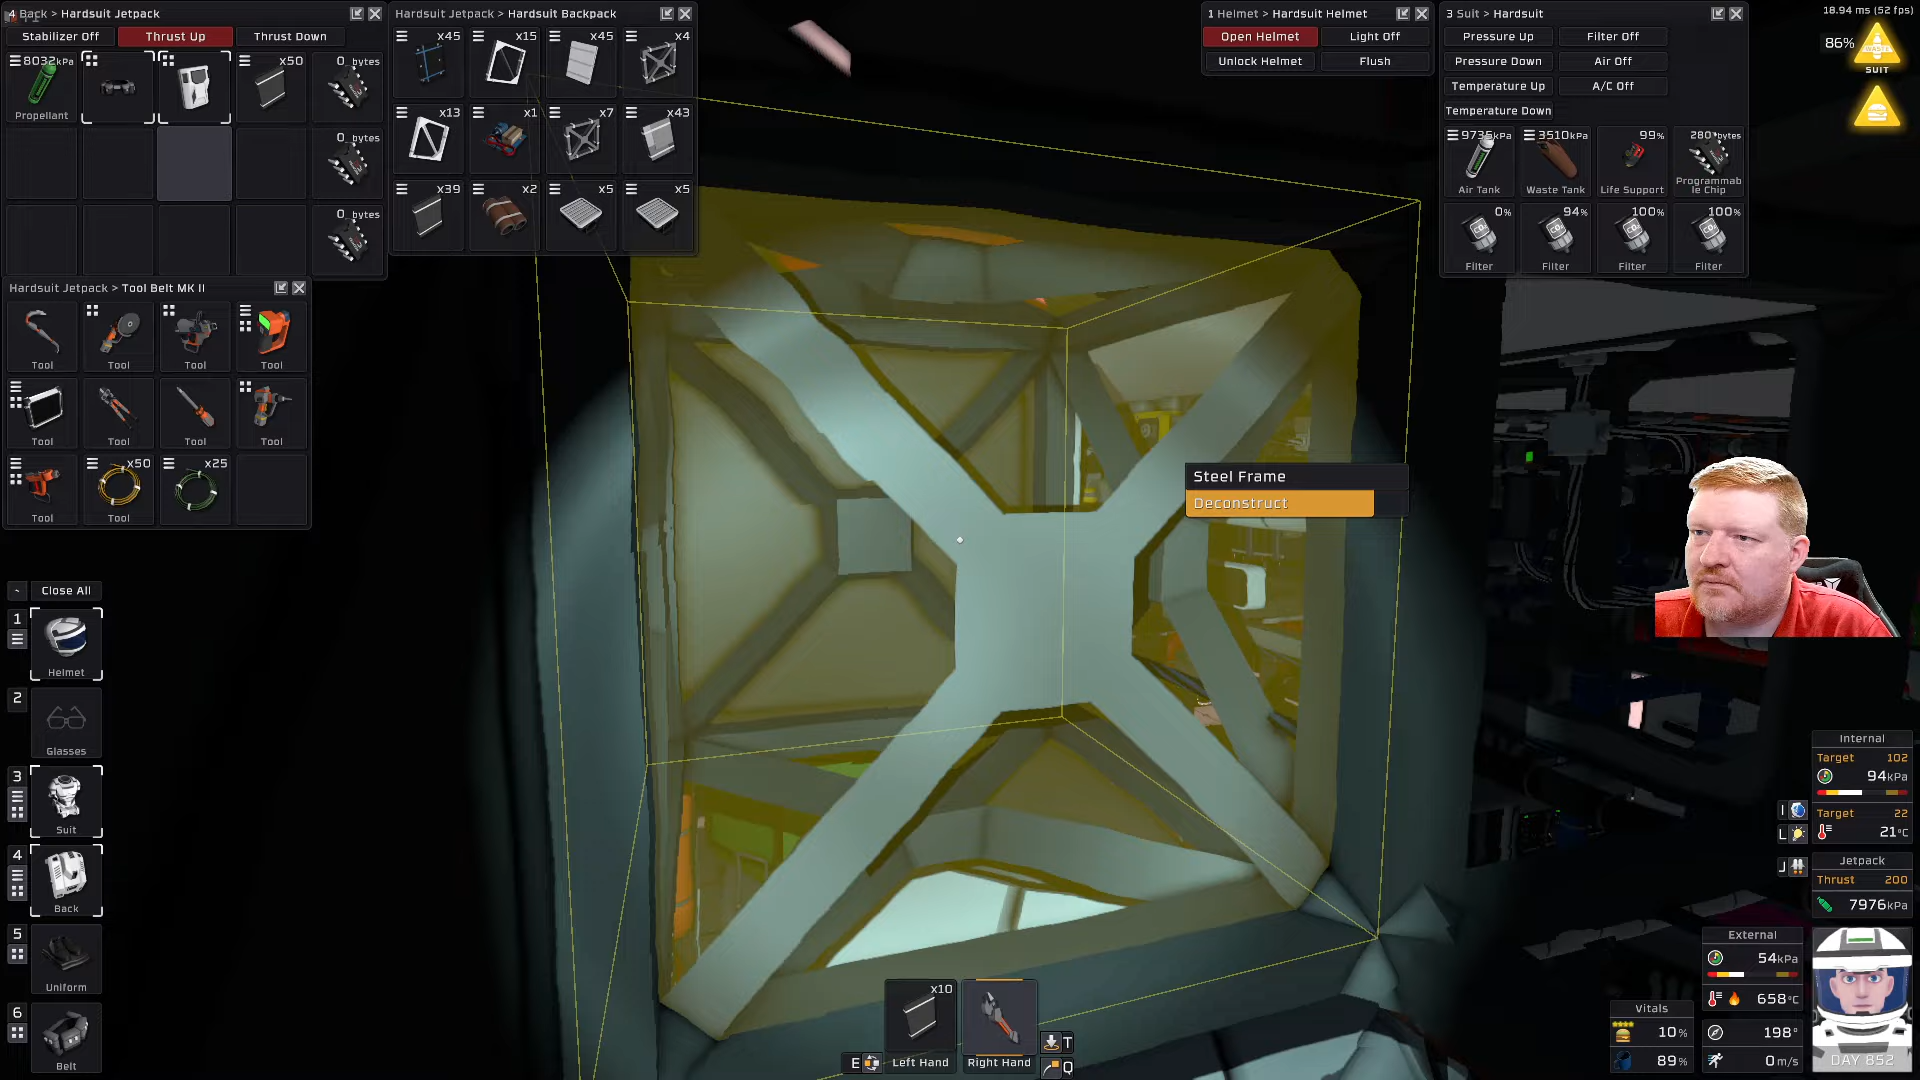 4 Back > Hardsuit Jetpack
Stabilizer Off
Thrust Up
Thrust Down
8032kPa
Propellant
x50
0 bytes
0 bytes
0 bytes
Hardsuit Jetpack > Hardsuit Backpack
x45
x15
x45
x4
x13
x1
x7
x43
x39
x2
x5
x5
Hardsuit Jetpack > Tool Belt MK II
Tool
Tool
Tool
Tool
Tool
Tool
Tool
Tool
Tool
x50
Tool
x25
1 Helmet > Hardsuit Helmet
Open Helmet
Light Off
Unlock Helmet
Flush
3 Suit > Hardsuit
Pressure Up
Filter Off
Pressure Down
Air Off
Temperature Up
A/C Off
Temperature Down
9735kPa
Air Tank
3510kPa
Waste Tank
99%
Life Support
280 bytes
Programmab
le Chip
0%
Filter
94%
Filter
100%
Filter
100%
Filter
18.94 ms (52 fps)
86%
WASTE
SUIT
Steel Frame
Deconstruct
~
Close All
1
Helmet
2
Glasses
3
Suit
4
Back
5
Uniform
6
Belt
x10
E
Left Hand
Right Hand
T
Q
Internal
Target 102
94kPa
Target 22
21°C
I
L
J
Jetpack
Thrust 200
7976kPa
External
54kPa
658°C
198°
0m/s
Vitals
10%
89%
DAY 852